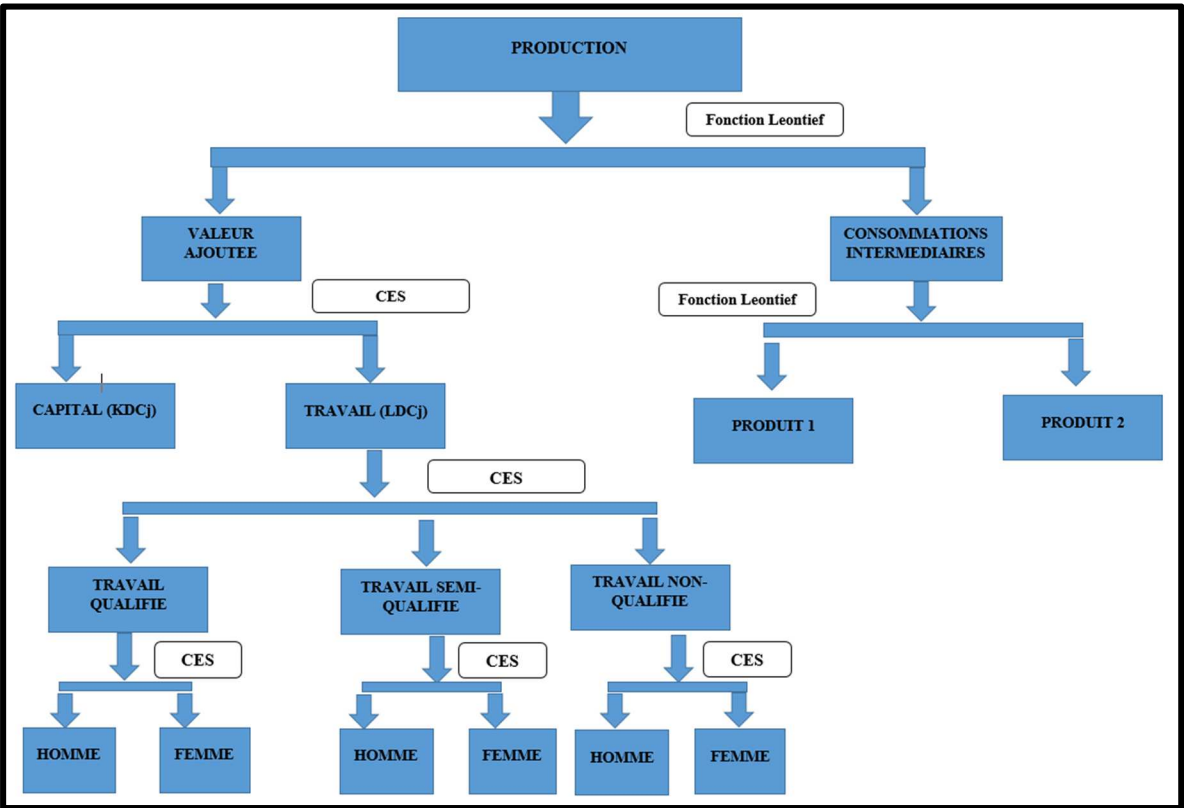 PRODUCTION
Fonction Leontief
VALEUR
AJOUTEE
CONSOMMATIONS
INTERMEDIAIRES
CES
Fonction Leontief
CAPITAL (KDCj)
TRAVAIL (LDCj)
PRODUIT 1
PRODUIT 2
CES
TRAVAIL
QUALIFIE
TRAVAIL SEMI-
QUALIFIE
TRAVAIL NON-
QUALIFIE
CES
CES
CES
HOMME
FEMME
HOMME
FEMME
HOMME
FEMME